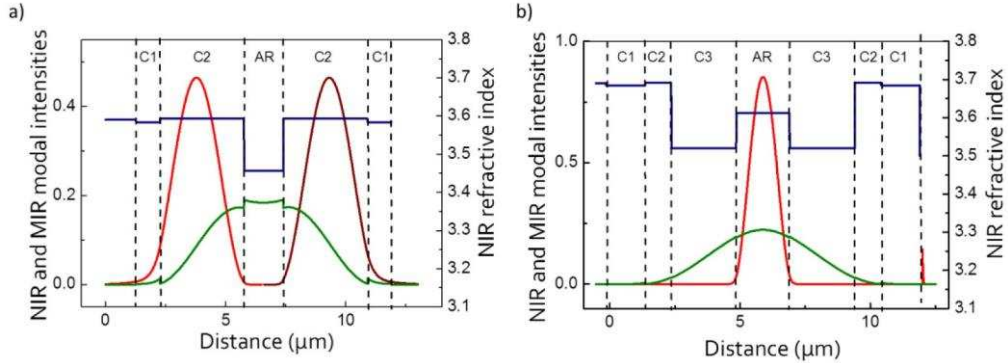 a)
C1 C2 AR C2 C1
NIR and MIR modal intensities
0.4
0.2
0.0
3.8
3.7
3.6
3.5
3.4
3.3
3.2
3.1
NIR refractive index
0 5 10
Distance (µm)
b)
C1 C2 C3 AR C3 C2 C1
NIR and MIR modal intensities
1.0
0.5
0.0
3.8
3.7
3.6
3.5
3.4
3.3
3.2
3.1
NIR refractive index
0 5 10
Distance (µm)